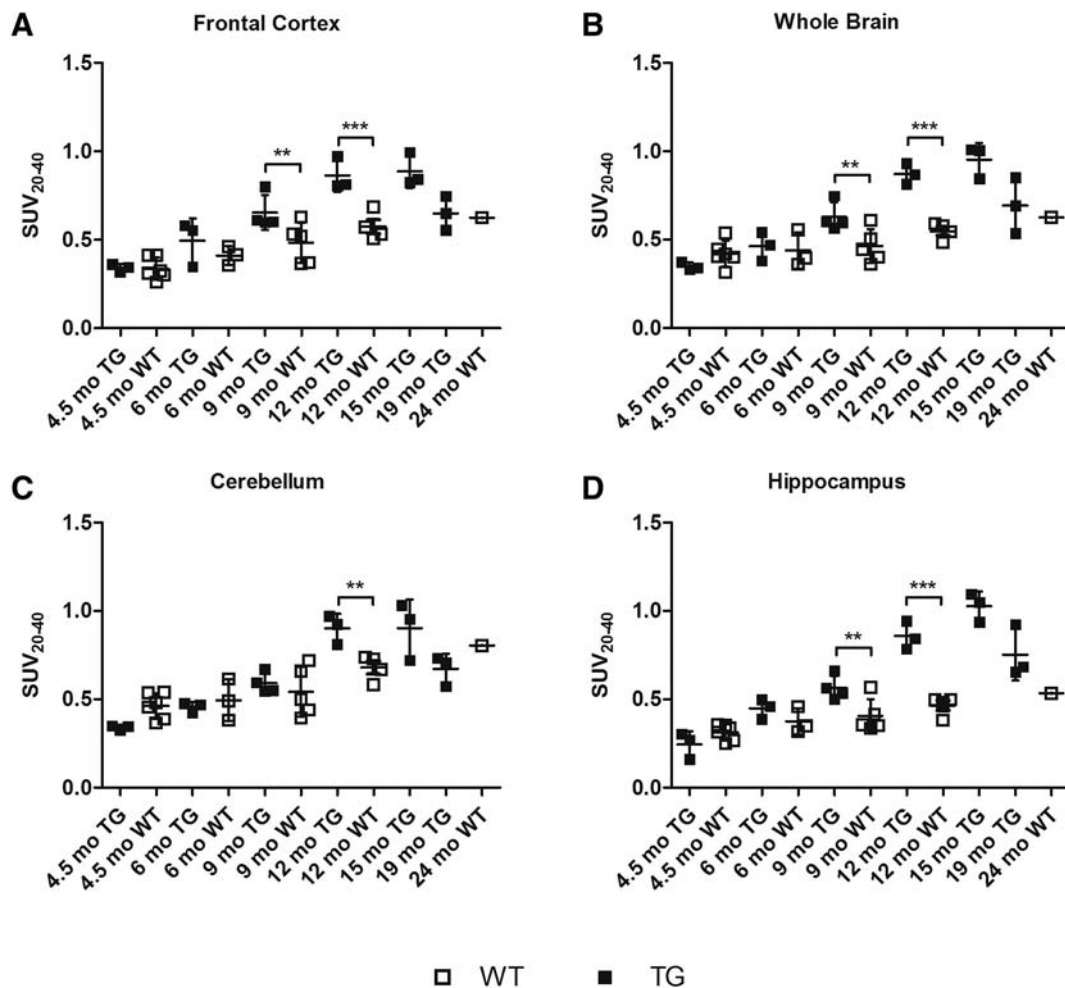 A
Frontal Cortex
1.5
1.0
0.5
0.0
SUV20-40
**
***
4.5 mo TG
4.5 mo WT
6 mo TG
6 mo WT
9 mo TG
9 mo WT
12 mo TG
12 mo WT
15 mo TG
19 mo TG
24 mo WT
B
Whole Brain
1.5
1.0
0.5
0.0
SUV20-40
**
***
4.5 mo TG
4.5 mo WT
6 mo TG
6 mo WT
9 mo TG
9 mo WT
12 mo TG
12 mo WT
15 mo TG
19 mo TG
24 mo WT
C
Cerebellum
1.5
1.0
0.5
0.0
SUV20-40
**
4.5 mo TG
4.5 mo WT
6 mo TG
6 mo WT
9 mo TG
9 mo WT
12 mo TG
12 mo WT
15 mo TG
19 mo TG
24 mo WT
D
Hippocampus
1.5
1.0
0.5
0.0
SUV20-40
**
***
4.5 mo TG
4.5 mo WT
6 mo TG
6 mo WT
9 mo TG
9 mo WT
12 mo TG
12 mo WT
15 mo TG
19 mo TG
24 mo WT
WT
TG